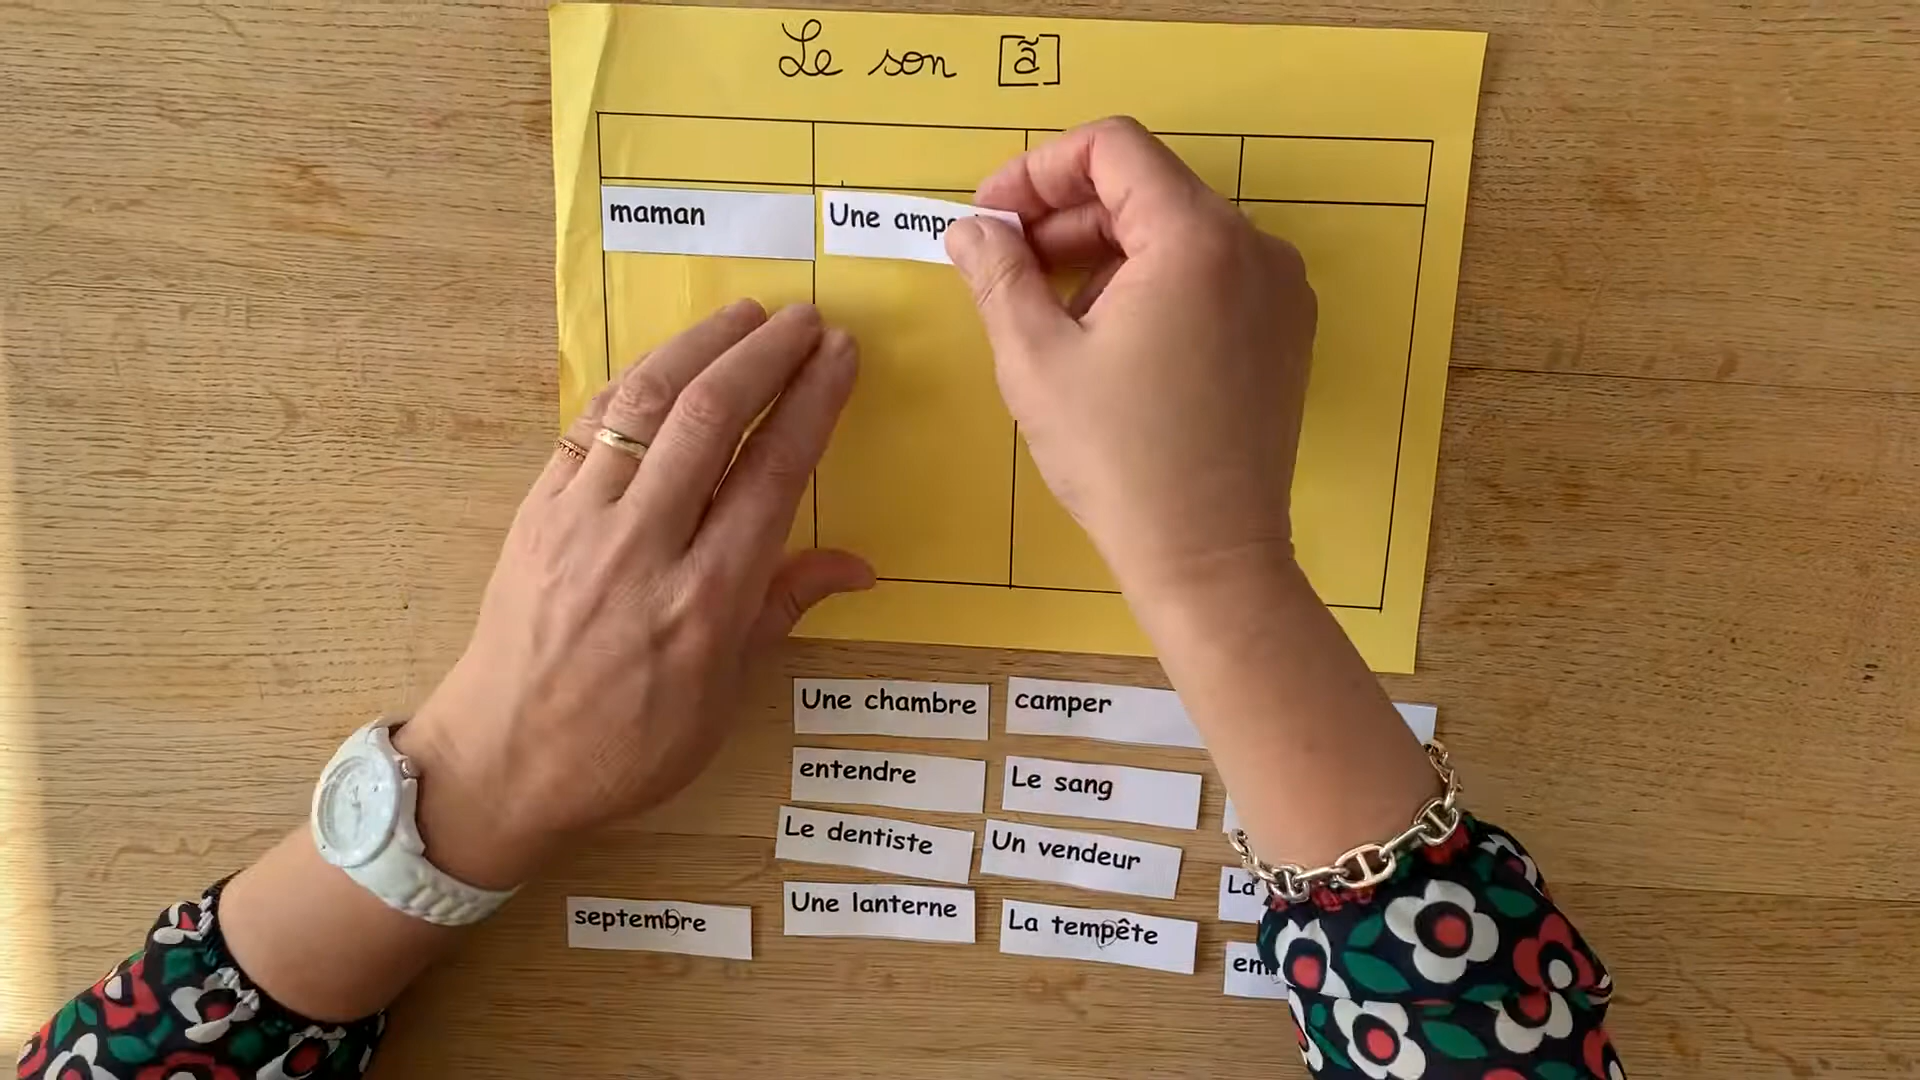 Le son [ã]
maman
Une
Une chambre
camper
entendre
Le sang
Le dentiste
Un vendeur
Une lanterne
La
septembre
La tempête